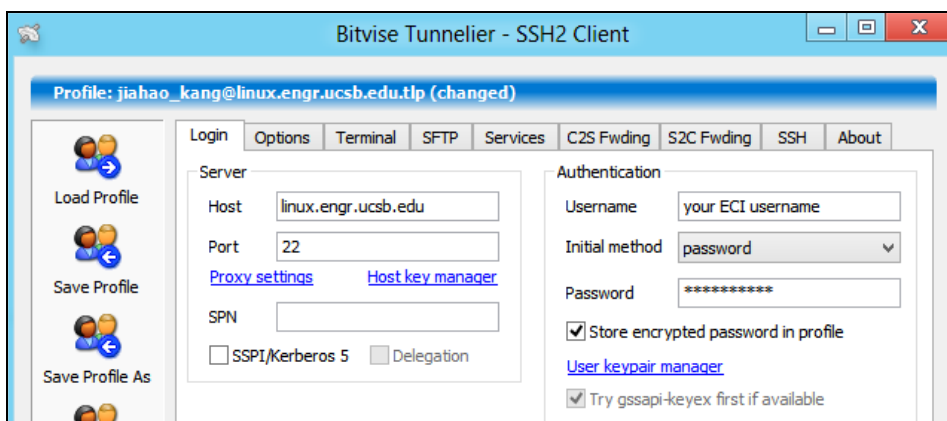 Bitvise Tunnelier - SSH2 Client
Profile: jiahao_kang@linux.engr.ucsb.edu.tlp (changed)
Load Profile
Save Profile
Save Profile As
Login Options Terminal SFTP Services C2S Fwding S2C Fwding SSH About
Server
Host linux.engr.ucsb.edu
Port 22
Proxy settings Host key manager
SPN
SSPI/Kerberos 5 Delegation
Authentication
Username your ECI username
Initial method password
Password **********
Store encrypted password in profile
User keypair manager
Try gssapi-keyex first if available